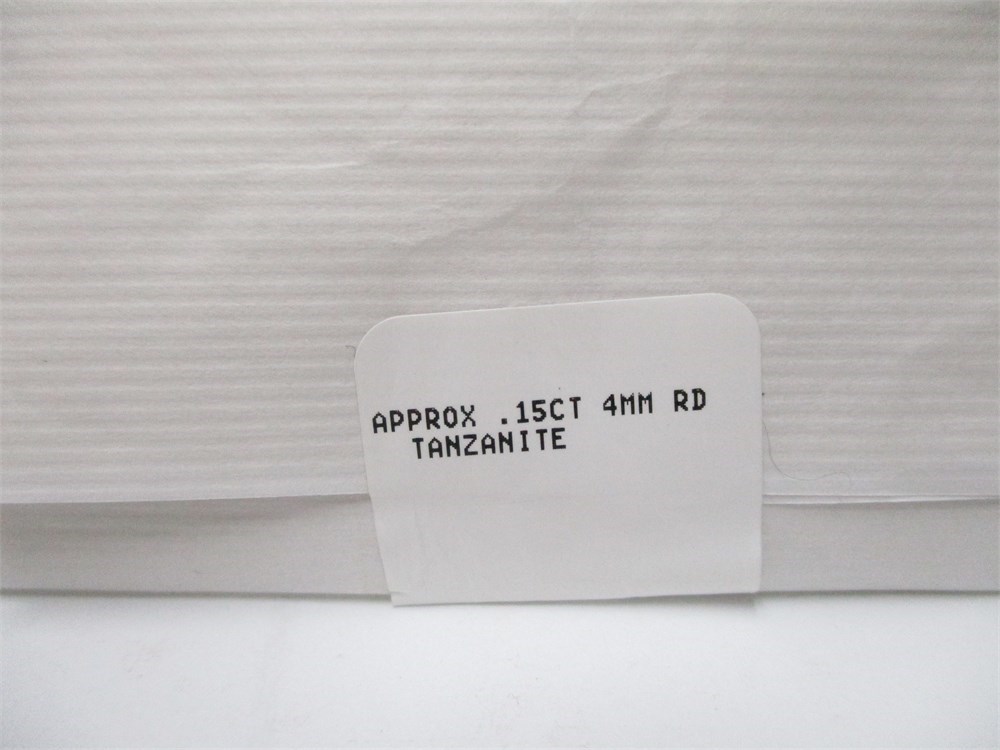 APPROX .15CT 4MM RD
TANZANITE